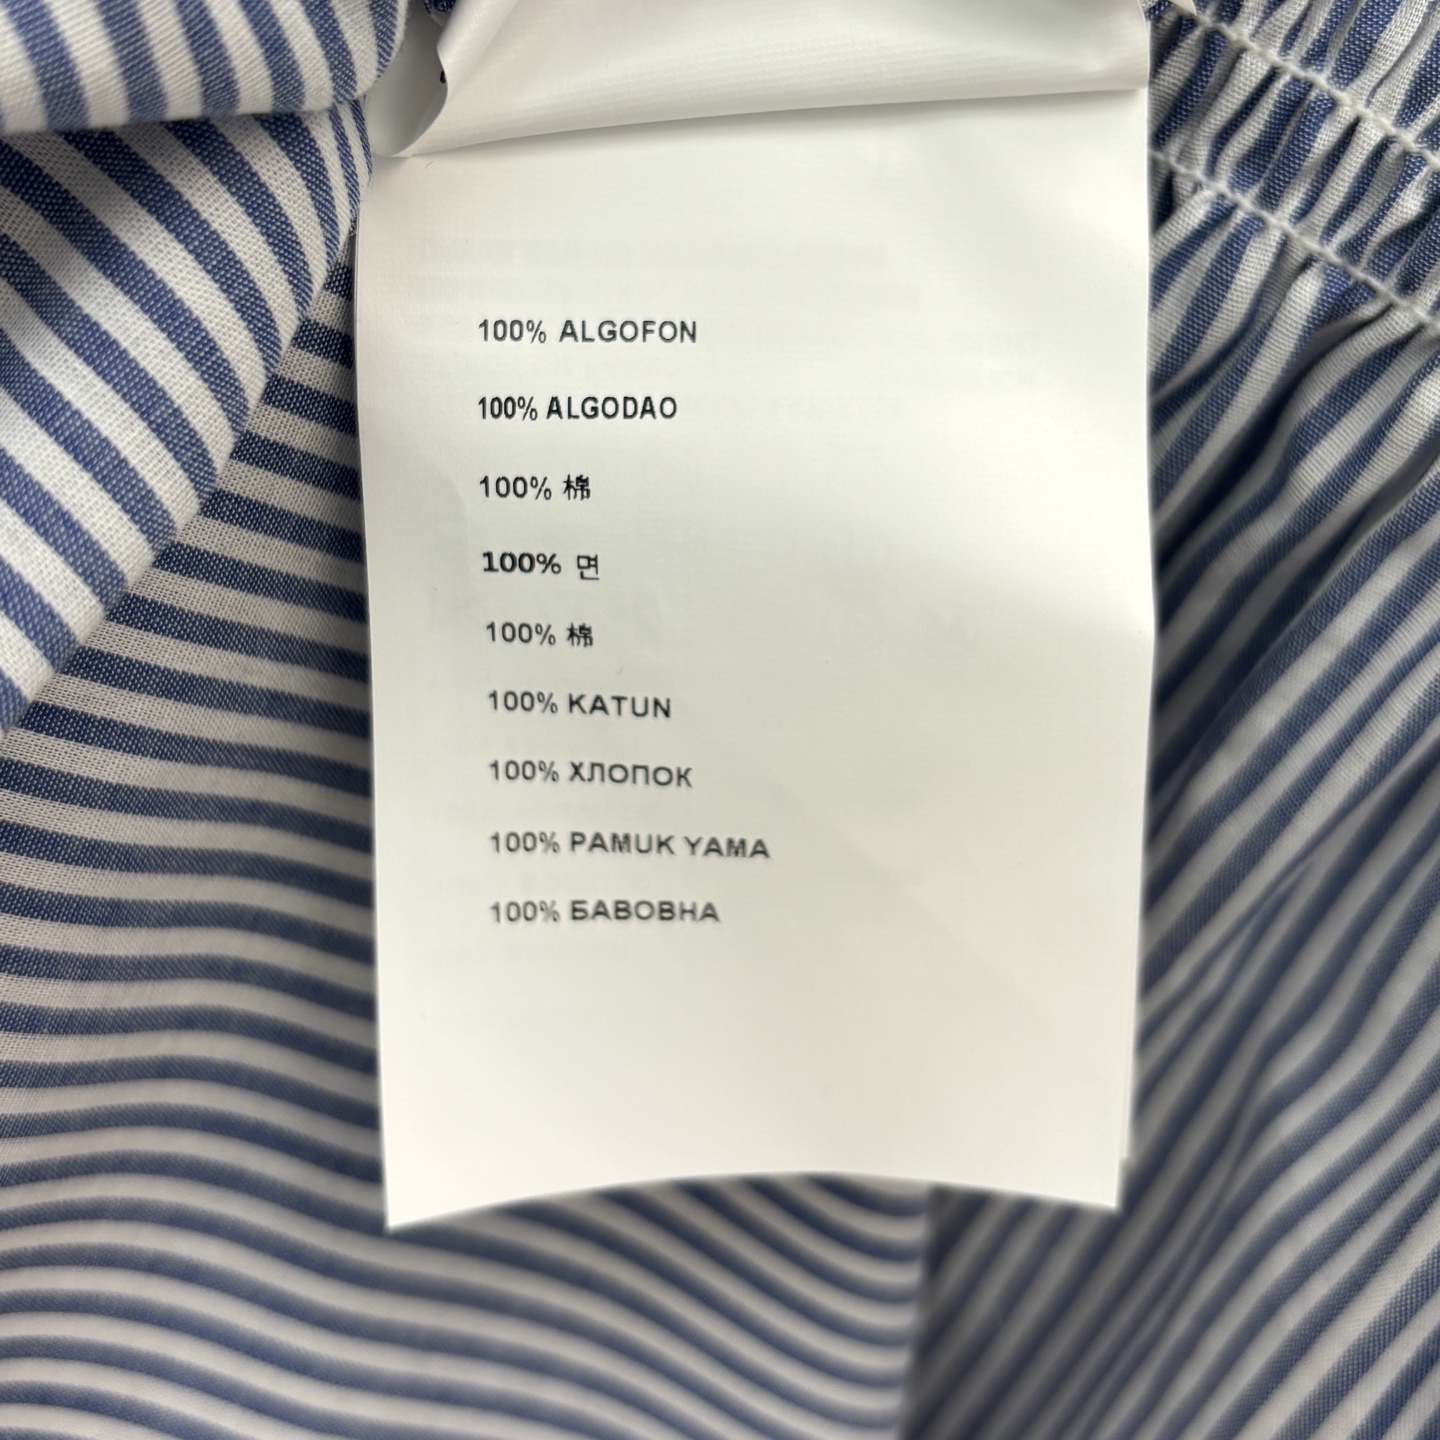 100% ALGOFON
100% ALGODAO
100% 棉
100% 면
100% 棉
100% KATUN
100% ХЛОПОК
100% PAMUK YAMA
100% БАВОВНА